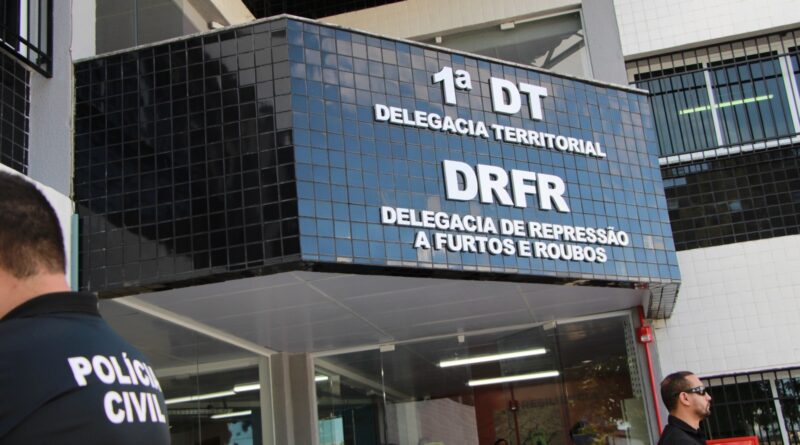 1ª DT
DELEGACIA TERRITORIAL
DRFR
DELEGACIA DE REPRESSÃO
A FURTOS E ROUBOS
POLÍCIA
CIVIL